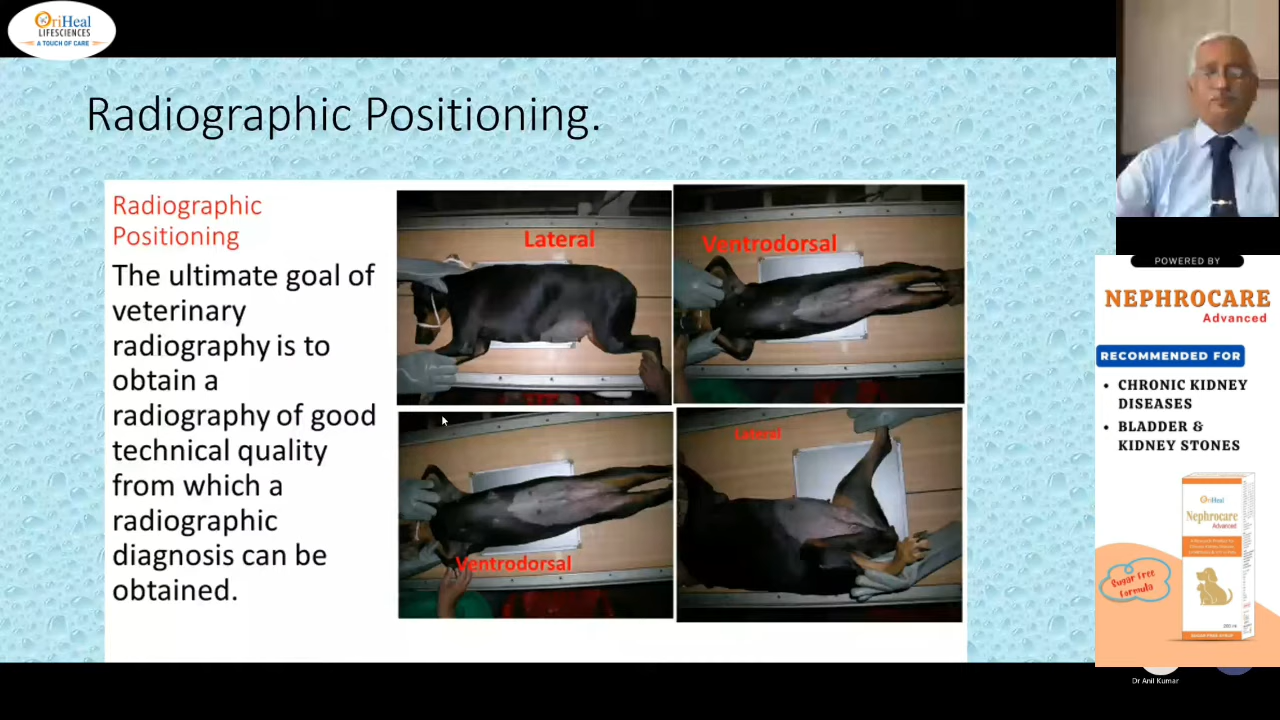 OriHeal
LIFESCIENCES
A TOUCH OF CARE
Radiographic Positioning.
Radiographic
Positioning
The ultimate goal of
veterinary
radiography is to
obtain a
radiography of good
technical quality
from which a
radiographic
diagnosis can be
obtained.
Lateral
Ventrodorsal
Ventrodorsal
Lateral
POWERED BY
NEPHROCARE
Advanced
RECOMMENDED FOR
• CHRONIC KIDNEY
DISEASES
• BLADDER &
KIDNEY STONES
OriHeal
Nephrocare
Advanced
Sugar Free
Formula
Dr Anil Kumar